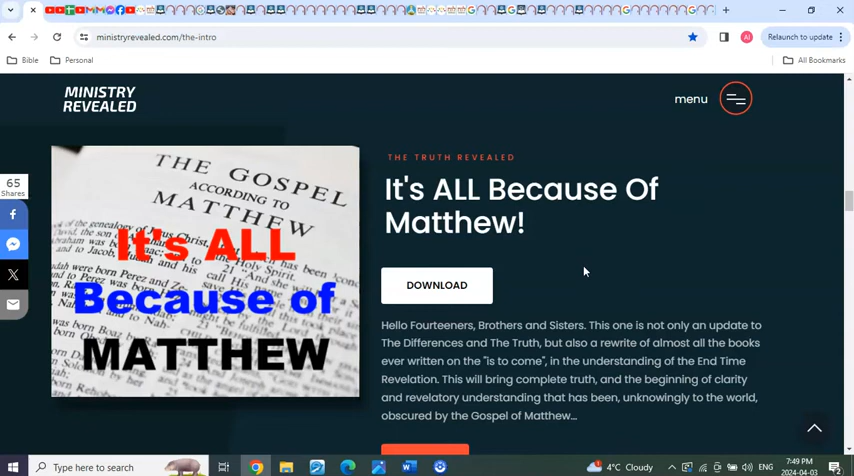 Relaunch to update
ministryrevealed.com/the-intro
Bible
Personal
All Bookmarks
MINISTRY
REVEALED
menu
THE GOSPEL
ACCORDING TO
MATTHEW
It's ALL
Because of
MATTHEW
65
Shares
THE TRUTH REVEALED
It's ALL Because Of
Matthew!
DOWNLOAD
Hello Fourteeners, Brothers and Sisters. This one is not only an update to
The Differences and The Truth, but also a rewrite of almost all the books
ever written on the "is to come", in the understanding of the End Time
Revelation. This will bring complete truth, and the beginning of clarity
and revelatory understanding that has been, unknowingly to the world,
obscured by the Gospel of Matthew...
Type here to search
4°C Cloudy
ENG
7:49 PM
2024-04-03